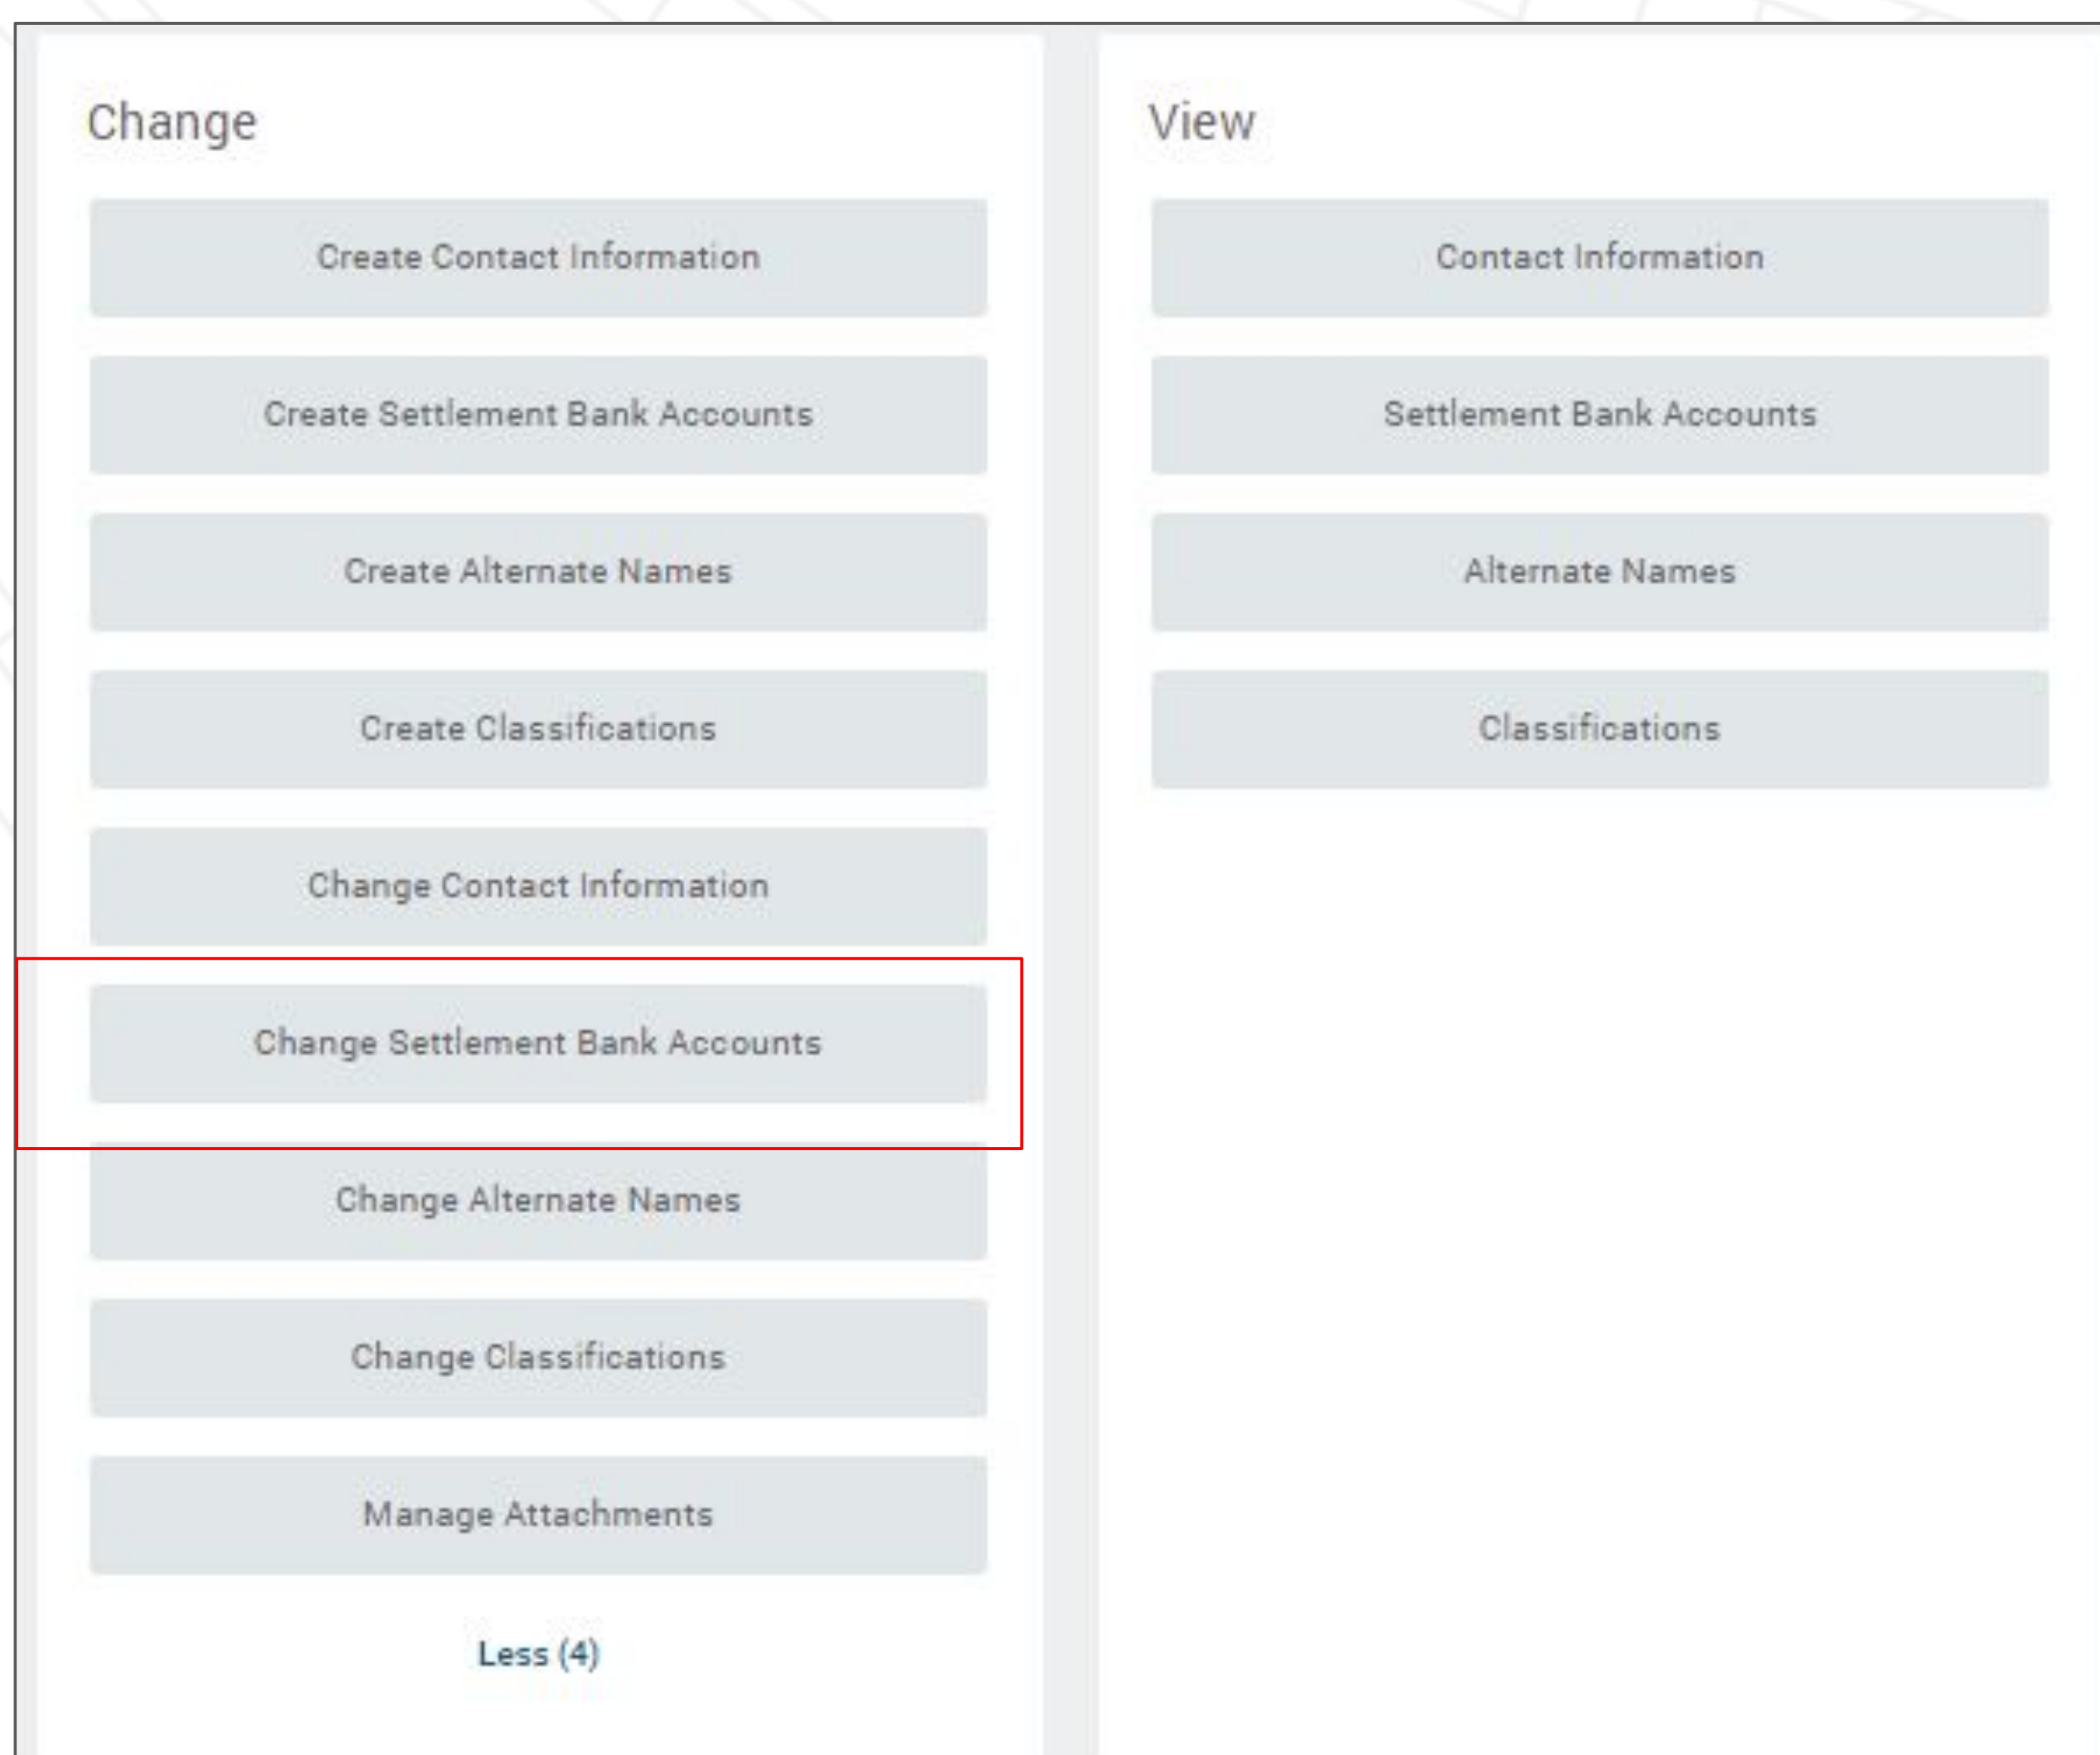 Change
Create Contact Information
Create Settlement Bank Accounts
Create Alternate Names
Create Classifications
Change Contact Information
Change Settlement Bank Accounts
Change Alternate Names
Change Classifications
Manage Attachments
Less (4)
View
Contact Information
Settlement Bank Accounts
Alternate Names
Classifications